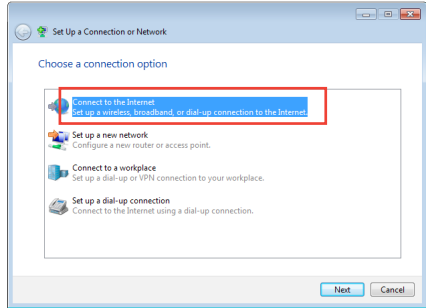 Set Up a Connection or Network
Choose a connection option
Connect to the Internet
Set up a wireless, broadband, or dial-up connection to the Internet.
Set up a new network
Configure a new router or access point.
Connect to a workplace
Set up a dial-up or VPN connection to your workplace.
Set up a dial-up connection
Connect to the Internet using a dial-up connection.
Next Cancel